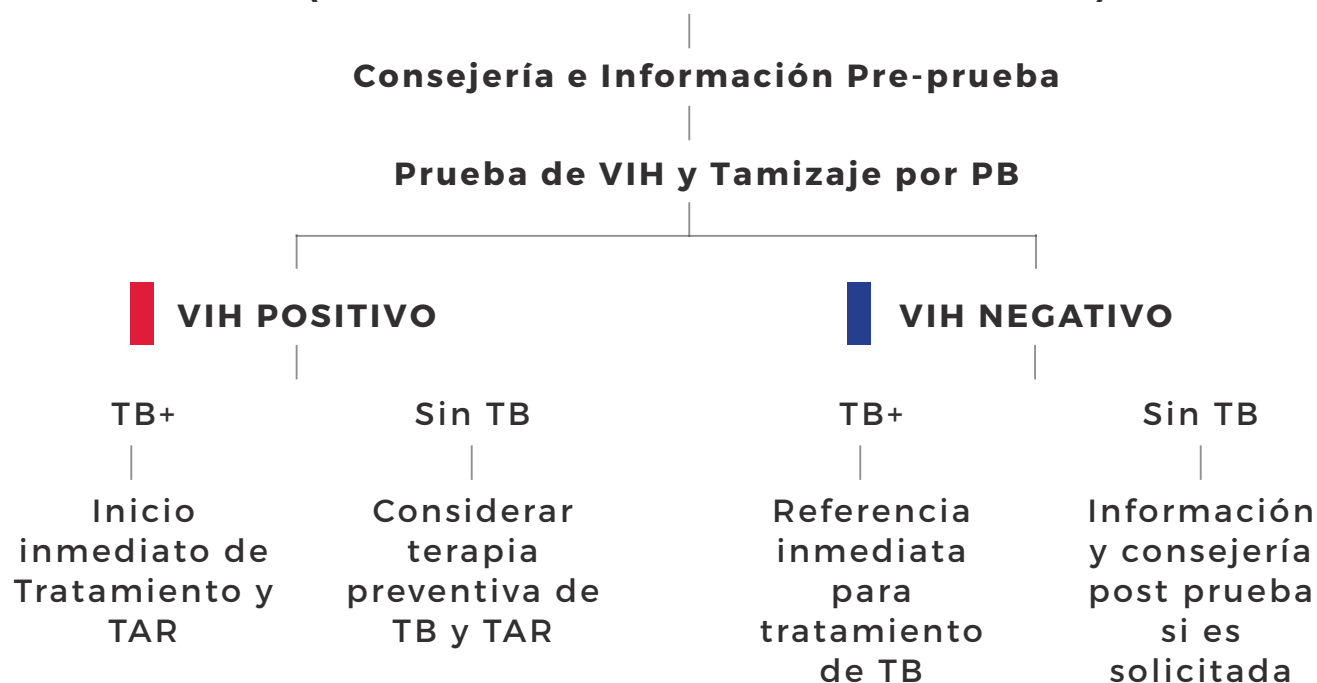 Consejería e Información Pre-prueba
Prueba de VIH y Tamizaje por PB
VIH POSITIVO
VIH NEGATIVO
TB+
Sin TB
TB+
Sin TB
Inicio
inmediato de
Tratamiento y
TAR
Considerar
terapia
preventiva de
TB y TAR
Referencia
inmediata
para
tratamiento
de TB
Información
y consejería
post prueba
si es
solicitada